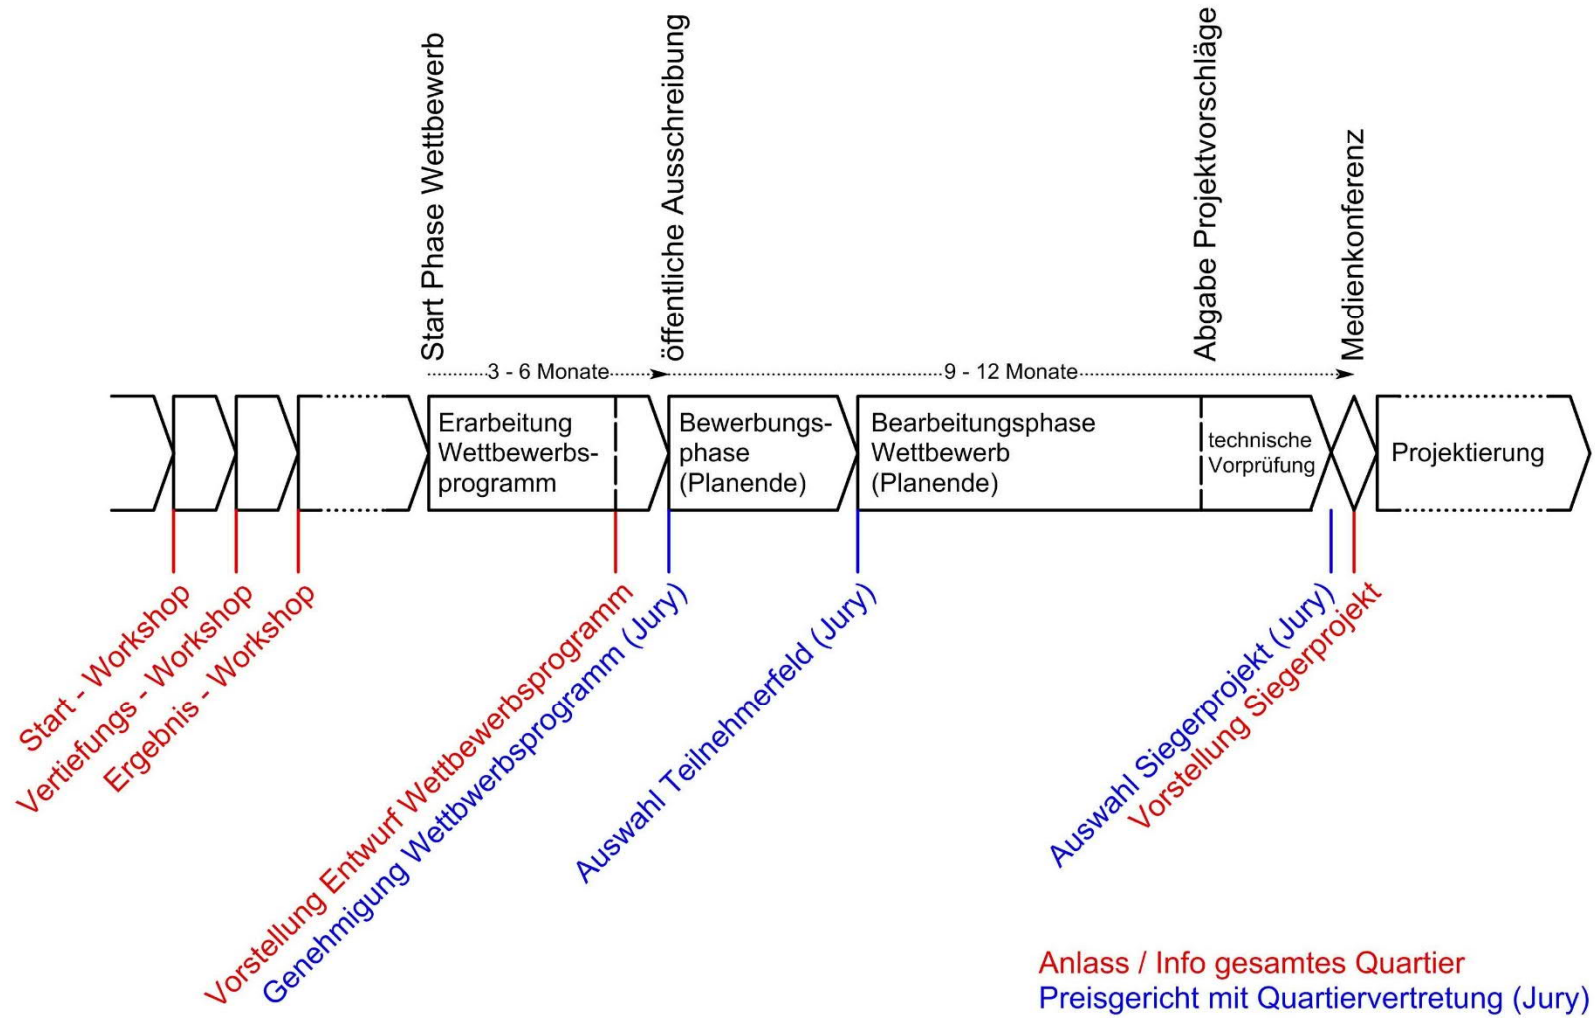 Start Phase Wettbewerb
öffentliche Ausschreibung
Abgabe Projektvorschläge
Medienkonferenz
3 - 6 Monate
9 - 12 Monate
Erarbeitung
Wettbewerbs-
programm
Bewerbungs-
phase
(Planende)
Bearbeitungsphase
Wettbewerb
(Planende)
technische
Vorprüfung
Projektierung
Start - Workshop
Vertiefungs - Workshop
Ergebnis - Workshop
Vorstellung Entwurf Wettbewerbsprogramm
Genehmigung Wettbwerbsprogramm (Jury)
Auswahl Teilnehmerfeld (Jury)
Auswahl Siegerprojekt (Jury)
Vorstellung Siegerprojekt
Anlass / Info gesamtes Quartier
Preisgericht mit Quartiervertretung (Jury)